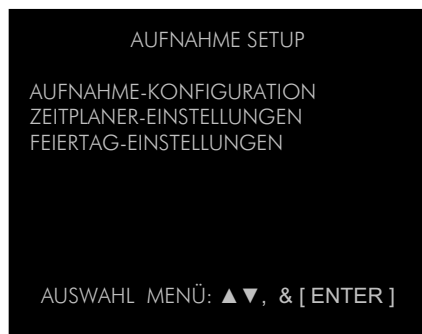 AUFNAHME SETUP
AUFNAHME-KONFIGURATION
ZEITPLANER-EINSTELLUNGEN
FEIERTAG-EINSTELLUNGEN
AUSWAHL MENÜ: ▲▼, & [ ENTER ]